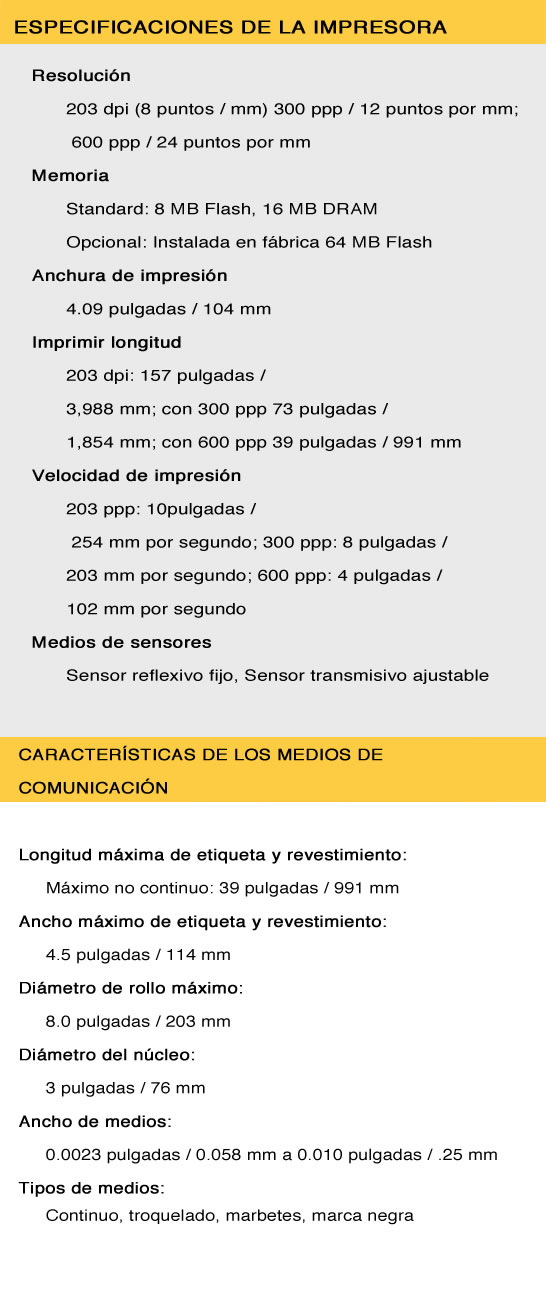 ESPECIFICACIONES DE LA IMPRESORA
Resolución
203 dpi (8 puntos / mm) 300 ppp / 12 puntos por mm;
600 ppp / 24 puntos por mm
Memoria
Standard: 8 MB Flash, 16 MB DRAM
Opcional: Instalada en fábrica 64 MB Flash
Anchura de impresión
4.09 pulgadas / 104 mm
Imprimir longitud
203 dpi: 157 pulgadas /
3,988 mm; con 300 ppp 73 pulgadas /
1,854 mm; con 600 ppp 39 pulgadas / 991 mm
Velocidad de impresión
203 ppp: 10pulgadas /
254 mm por segundo; 300 ppp: 8 pulgadas /
203 mm por segundo; 600 ppp: 4 pulgadas /
102 mm por segundo
Medios de sensores
Sensor reflexivo fijo, Sensor transmisivo ajustable
CARACTERÍSTICAS DE LOS MEDIOS DE
COMUNICACIÓN
Longitud máxima de etiqueta y revestimiento:
Máximo no continuo: 39 pulgadas / 991 mm
Ancho máximo de etiqueta y revestimiento:
4.5 pulgadas / 114 mm
Diámetro de rollo máximo:
8.0 pulgadas / 203 mm
Diámetro del núcleo:
3 pulgadas / 76 mm
Ancho de medios:
0.0023 pulgadas / 0.058 mm a 0.010 pulgadas / .25 mm
Tipos de medios:
Continuo, troquelado, marbetes, marca negra